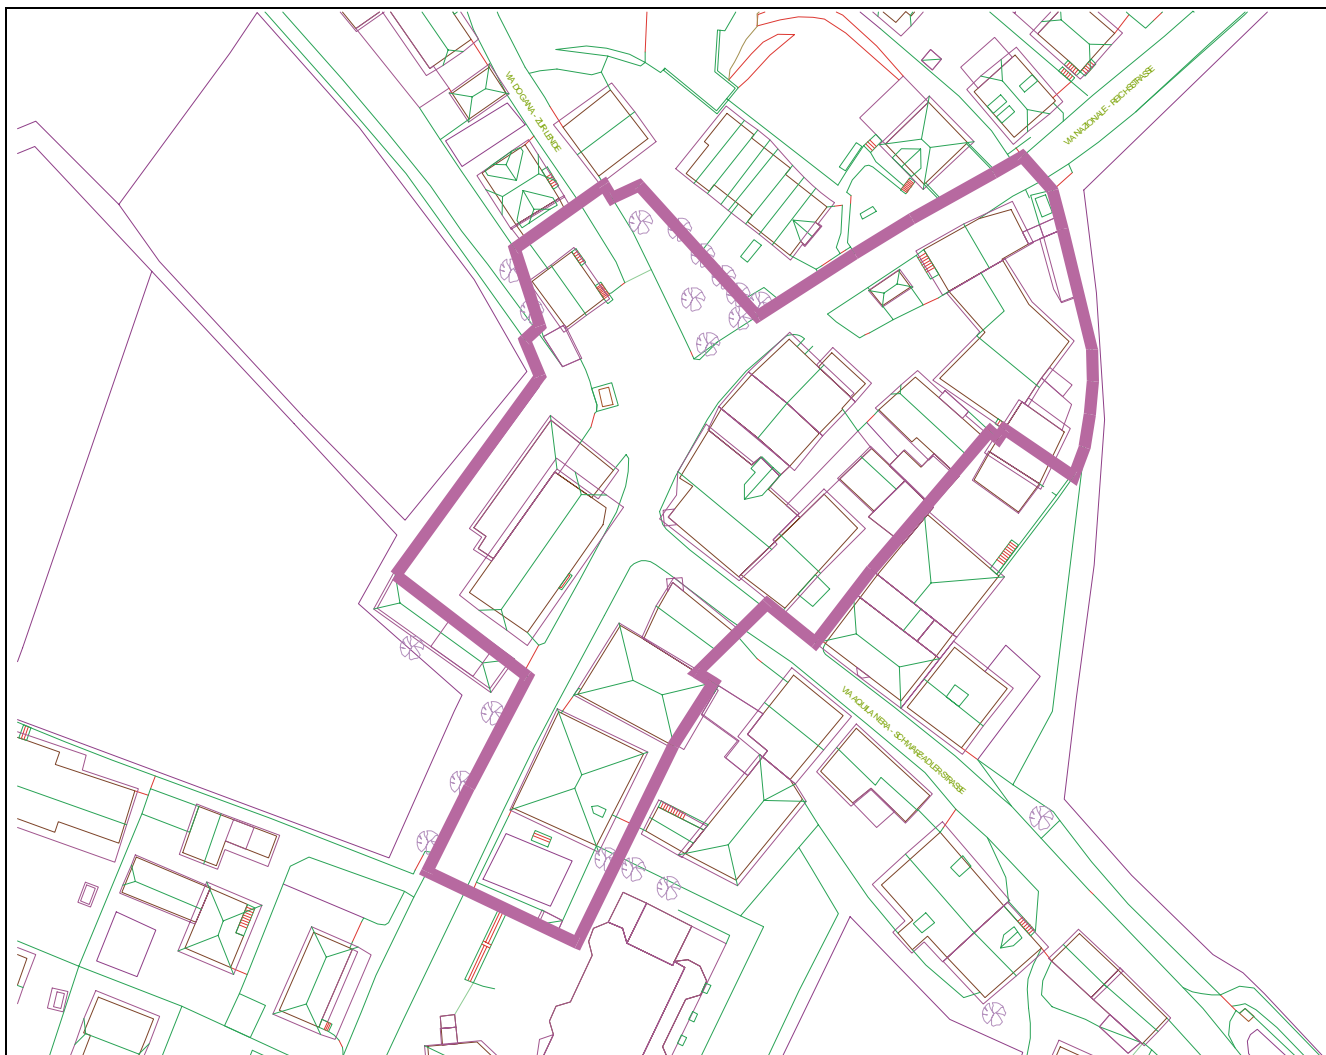 VIA DOGANA - ZUR LENDE
VIA NAZIONALE - REICHSSTRASSE
VIA AQUILA NERA - SCHWARZADLERSTRASSE